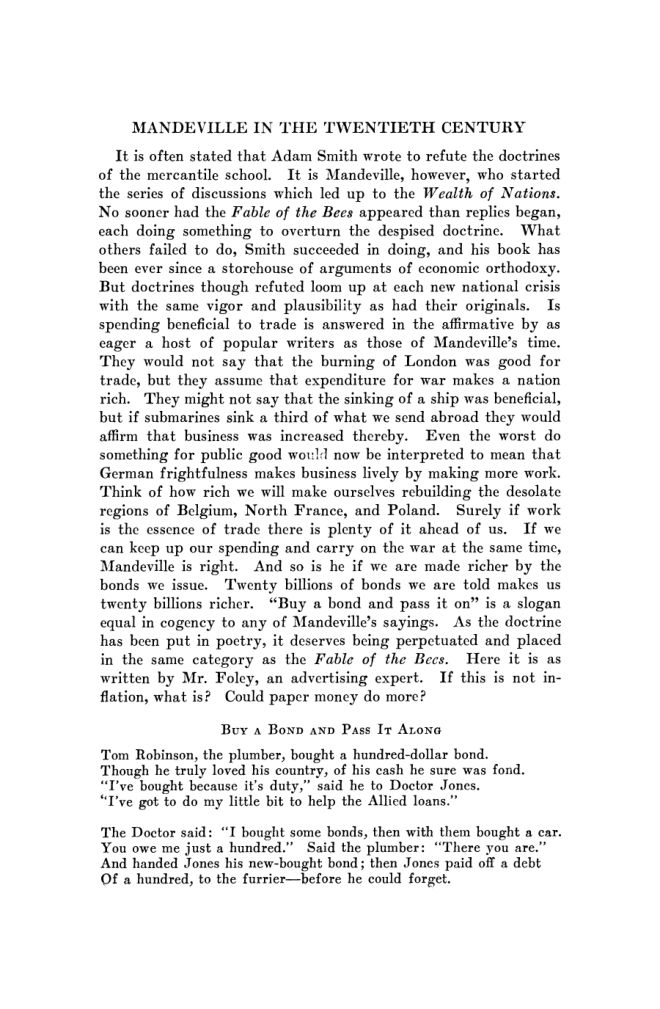 MANDEVILLE IN THE TWENTIETH CENTURY
It is often stated that Adam Smith wrote to refute the doctrines
of the mercantile school. It is Mandeville, however, who started
the series of discussions which led up to the Wealth of Nations.
No sooner had the Fable of the Bees appeared than replies began,
each doing something to overturn the despised doctrine. What
others failed to do, Smith succeeded in doing, and his book has
been ever since a storehouse of arguments of economic orthodoxy.
But doctrines though refuted loom up at each new national crisis
with the same vigor and plausibility as had their originals. Is
spending beneficial to trade is answered in the affirmative by as
eager a host of popular writers as those of Mandeville's time.
They would not say that the burning of London was good for
trade, but they assume that expenditure for war makes a nation
rich. They might not say that the sinking of a ship was beneficial,
but if submarines sink a third of what we send abroad they would
affirm that business was increased thereby. Even the worst do
something for public good would now be interpreted to mean that
German frightfulness makes business lively by making more work.
Think of how rich we will make ourselves rebuilding the desolate
regions of Belgium, North France, and Poland. Surely if work
is the essence of trade there is plenty of it ahead of us. If we
can keep up our spending and carry on the war at the same time,
Mandeville is right. And so is he if we are made richer by the
bonds we issue. Twenty billions of bonds we are told makes us
twenty billions richer. "Buy a bond and pass it on" is a slogan
equal in cogency to any of Mandeville's sayings. As the doctrine
has been put in poetry, it deserves being perpetuated and placed
in the same category as the Fable of the Bees. Here it is as
written by Mr. Foley, an advertising expert. If this is not in-
flation, what is? Could paper money do more?
BUY A BOND AND PASS IT ALONG
Tom Robinson, the plumber, bought a hundred-dollar bond.
Though he truly loved his country, of his cash he sure was fond.
"I've bought because it's duty," said he to Doctor Jones.
"I've got to do my little bit to help the Allied loans."
The Doctor said: "I bought some bonds, then with them bought a car.
You owe me just a hundred." Said the plumber: "There you are."
And handed Jones his new-bought bond; then Jones paid off a debt
Of a hundred, to the furrier—before he could forget.